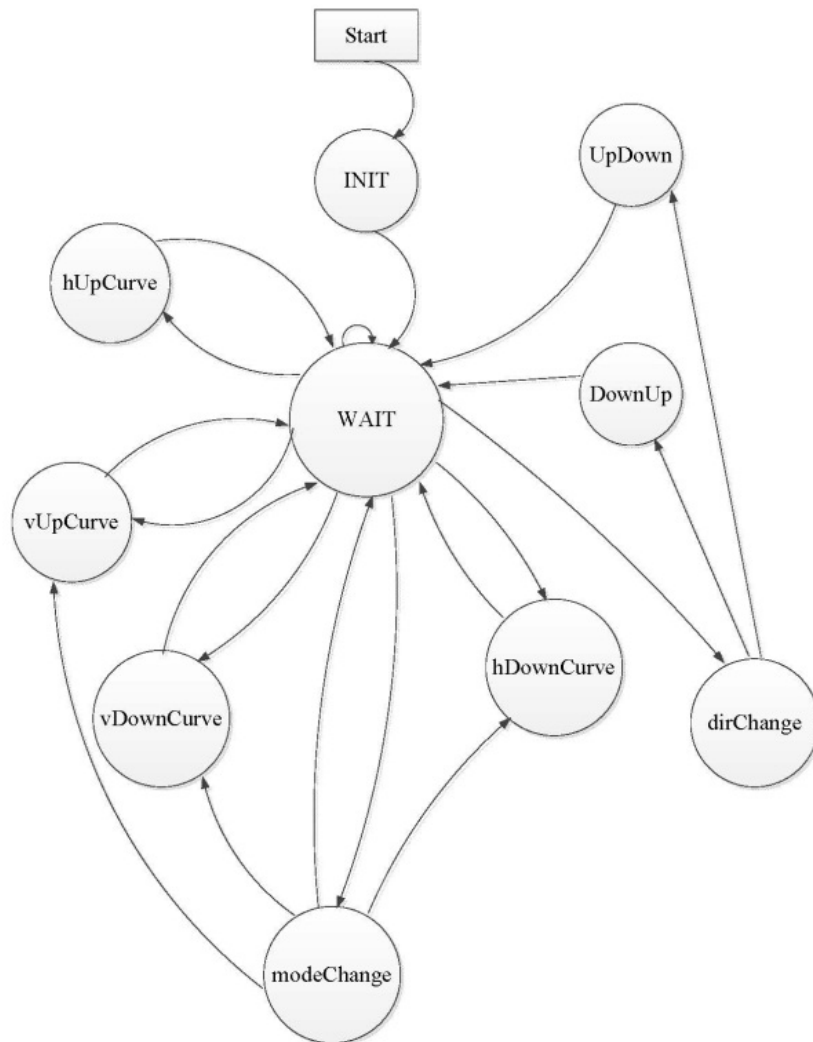 Start
UpDown
INIT
hUpCurve
DownUp
WAIT
vUpCurve
hDownCurve
vDownCurve
dirChange
modeChange